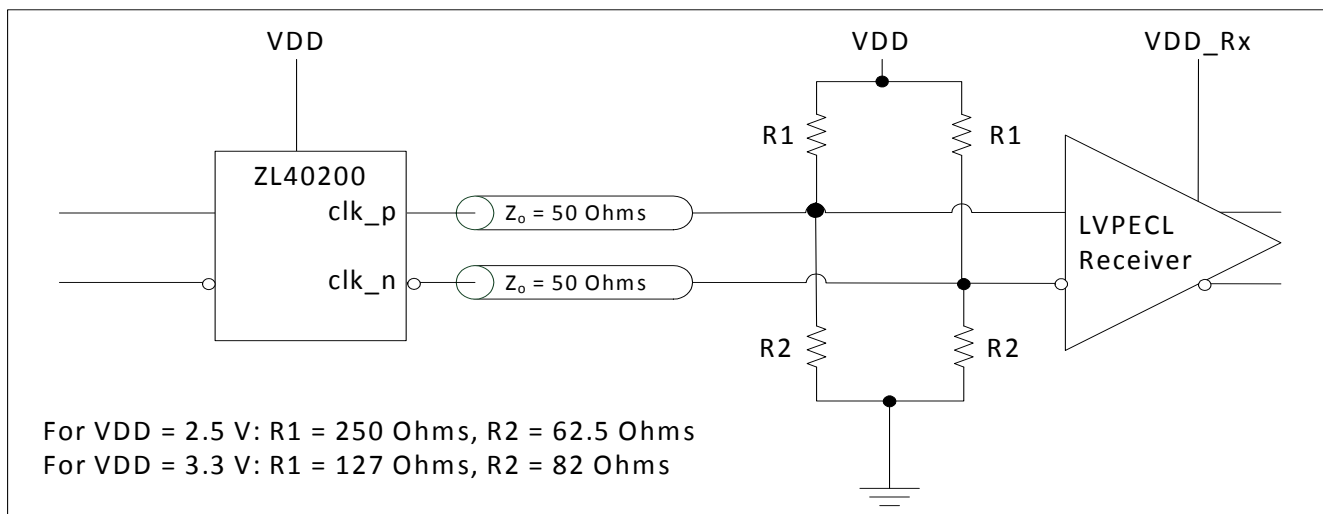 VDD
VDD
VDD_Rx
R1
R1
ZL40200
clk_p
Zo = 50 Ohms
LVPECL
Receiver
clk_n
Zo = 50 Ohms
R2
R2
For VDD = 2.5 V: R1 = 250 Ohms, R2 = 62.5 Ohms
For VDD = 3.3 V: R1 = 127 Ohms, R2 = 82 Ohms